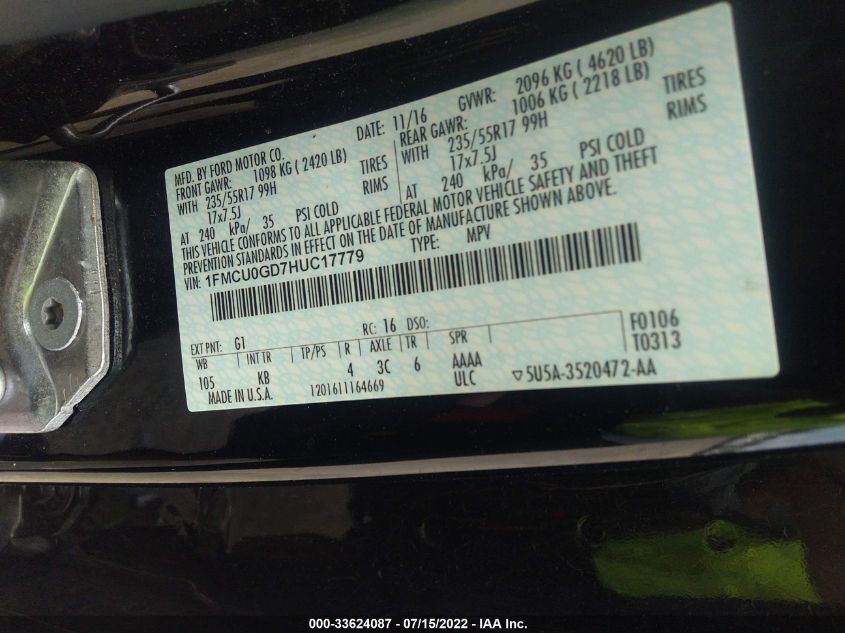 MFD. BY FORD MOTOR CO.
DATE: 11/16 GVWR: 2096 KG ( 4620 LB)
FRONT GAWR: 1098 KG ( 2420 LB)
REAR GAWR: 1006 KG ( 2218 LB)
WITH 235/55R17 99H TIRES
WITH 235/55R17 99H TIRES
17x7.5J RIMS
17x7.5J RIMS
AT 240 kPa/ 35 PSI COLD
AT 240 kPa/ 35 PSI COLD
THIS VEHICLE CONFORMS TO ALL APPLICABLE FEDERAL MOTOR VEHICLE SAFETY AND THEFT
PREVENTION STANDARDS IN EFFECT ON THE DATE OF MANUFACTURE SHOWN ABOVE.
VIN: 1FMCU0GD7HUC17779 TYPE: MPV
EXT PNT: G1 RC: 16 DSO: F0106
WB INT TR TP/PS R AXLE TR SPR T0313
105 KB 4 3C 6 AAAA
MADE IN U.S.A. 1201611164669 ULC ▽5U5A-3520472-AA
000-33624087 - 07/15/2022 - IAA Inc.